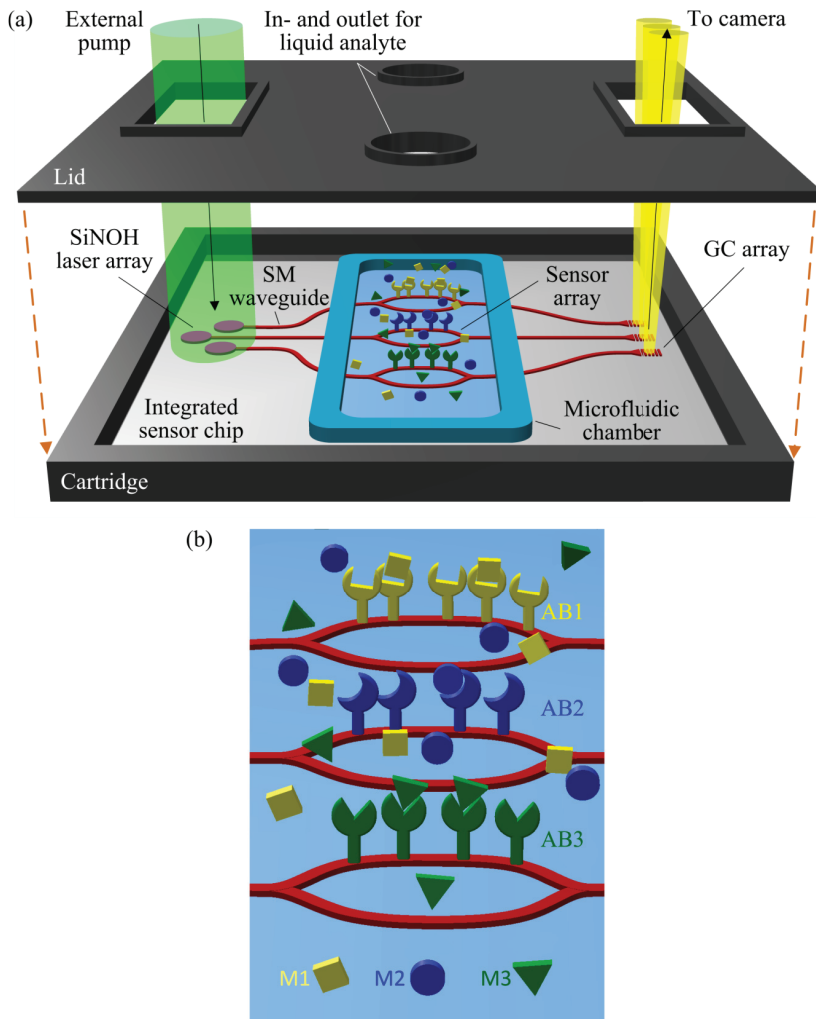 (a)
External
pump
In- and outlet for
liquid analyte
To camera
Lid
SiNOH
laser array
SM
waveguide
Sensor
array
GC array
Integrated
sensor chip
Microfluidic
chamber
Cartridge
(b)
AB1
AB2
AB3
M1
M2
M3